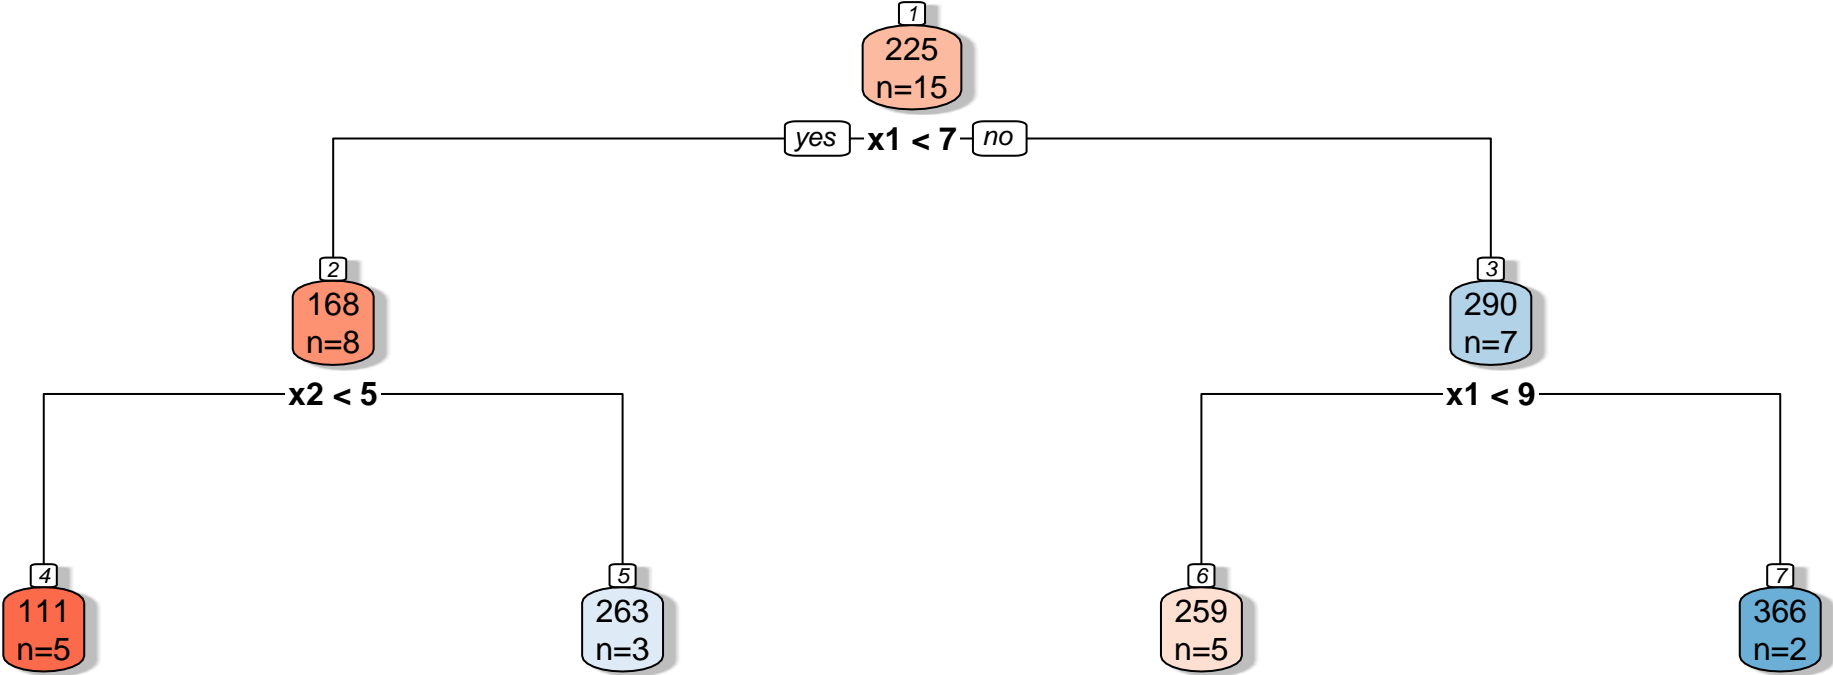 1
225
n=15
yes x1 < 7 no
2
168
n=8
3
290
n=7
x2 < 5
x1 < 9
4
111
n=5
5
263
n=3
6
259
n=5
7
366
n=2